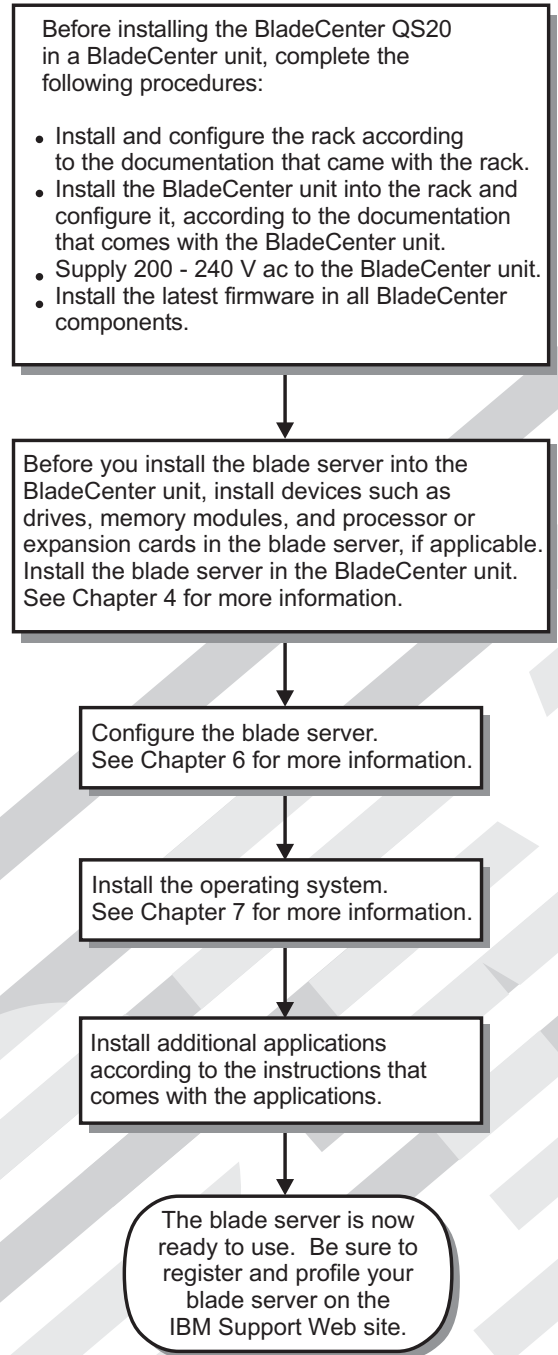 Before installing the BladeCenter QS20
in a BladeCenter unit, complete the
following procedures:
• Install and configure the rack according
to the documentation that came with the rack.
• Install the BladeCenter unit into the rack and
configure it, according to the documentation
that comes with the BladeCenter unit.
• Supply 200 - 240 V ac to the BladeCenter unit.
• Install the latest firmware in all BladeCenter
components.
Before you install the blade server into the
BladeCenter unit, install devices such as
drives, memory modules, and processor or
expansion cards in the blade server, if applicable.
Install the blade server in the BladeCenter unit.
See Chapter 4 for more information.
Configure the blade server.
See Chapter 6 for more information.
Install the operating system.
See Chapter 7 for more information.
Install additional applications
according to the instructions that
comes with the applications.
The blade server is now
ready to use. Be sure to
register and profile your
blade server on the
IBM Support Web site.